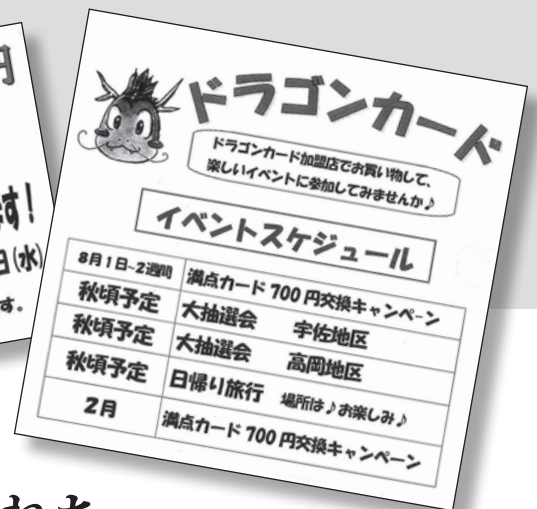 円
す!
日(水)
す。
ドラゴンカード
ドラゴンカード加盟店でお買い物して、
楽しいイベントに参加してみませんか♪
イベントスケジュール
8月1日~2週間 満点カード700円交換キャンペーン
秋頃予定 大抽選会 宇佐地区
秋頃予定 大抽選会 高岡地区
秋頃予定 日帰り旅行 場所は♪お楽しみ♪
2月 満点カード700円交換キャンペーン